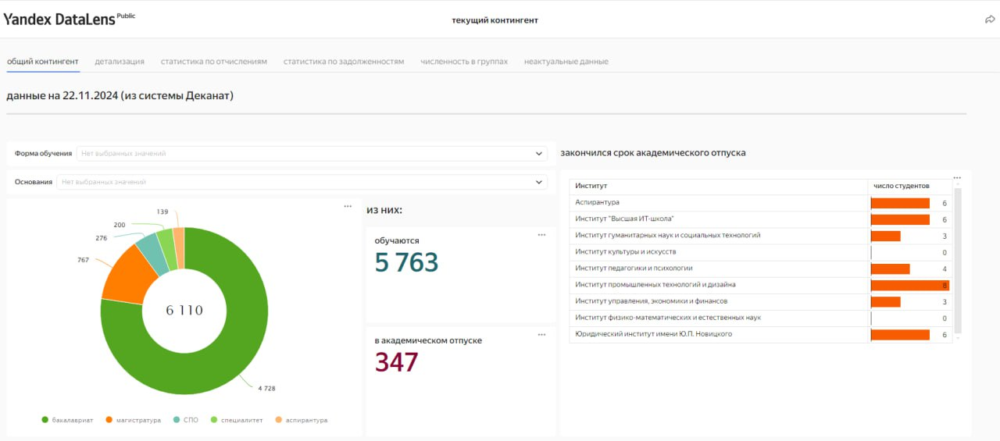 Yandex DataLens Public
текущий контингент
общий контингент детализация статистика по отчислениям статистика по задолженностям численность в группах неактуальные данные
данные на 22.11.2024 (из системы Деканат)
Форма обучения Нет выбранных значений
Основания Нет выбранных значений
139
200
276
767
6 110
4 728
бакалавриат магистратура СПО специалитет аспирантура
из них:
обучаются
5 763
в академическом отпуске
347
закончился срок академического отпуска
Институт число студентов
Аспирантура 6
Институт "Высшая ИТ-школа" 6
Институт гуманитарных наук и социальных технологий 3
Институт культуры и искусств 0
Институт педагогики и психологии 4
Институт промышленных технологий и дизайна 8
Институт управления, экономики и финансов 3
Институт физико-математических и естественных наук 0
Юридический институт имени Ю.П. Новицкого 6